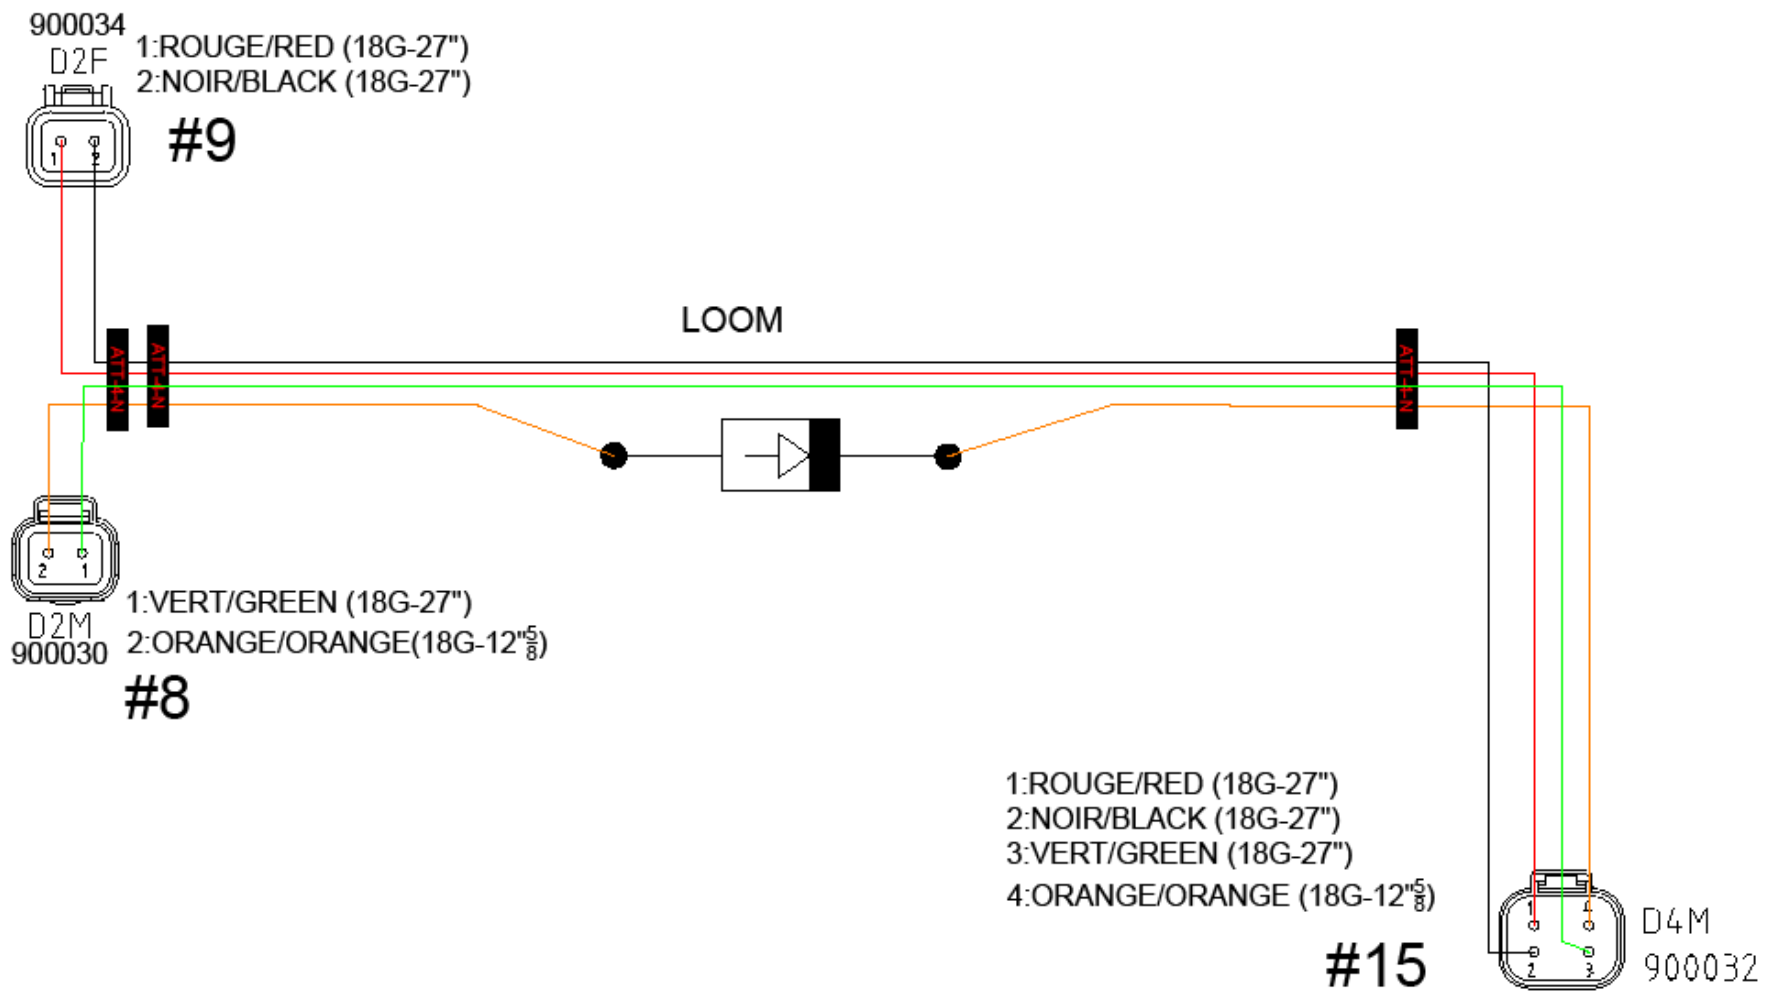 900034
D2F
1:ROUGE/RED (18G-27")
2:NOIR/BLACK (18G-27")
#9
1 2
LOOM
ATT-4-N
ATT-4-N
ATT-4-N
2 1
D2M
900030
1:VERT/GREEN (18G-27")
2:ORANGE/ORANGE(18G-12"5/8)
#8
1:ROUGE/RED (18G-27")
2:NOIR/BLACK (18G-27")
3:VERT/GREEN (18G-27")
4:ORANGE/ORANGE (18G-12"5/8)
#15
1 4
2 3
D4M
900032